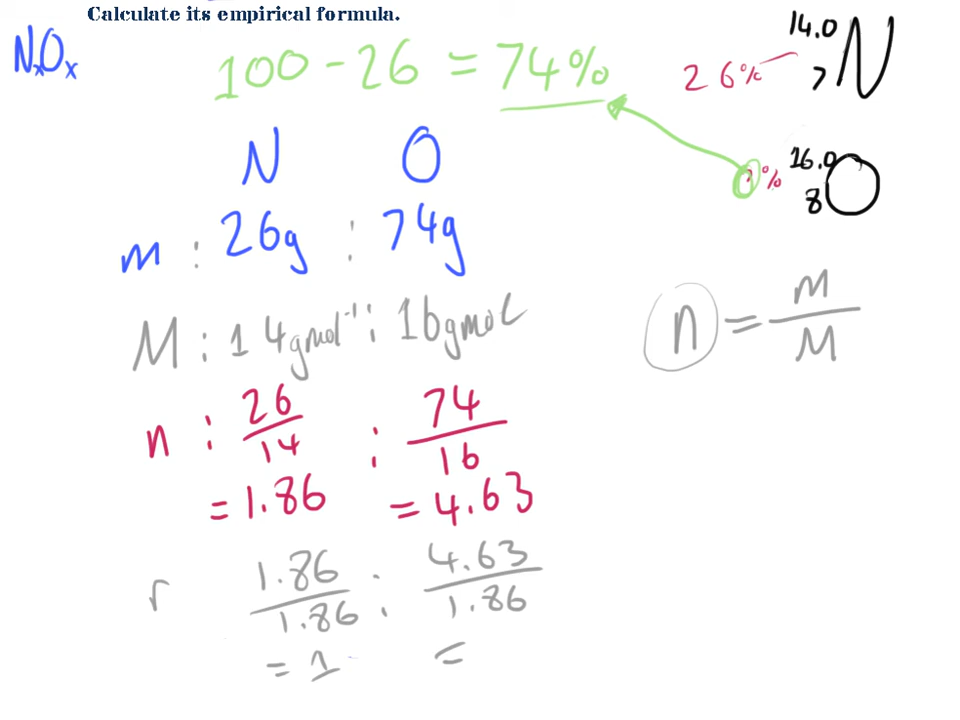 Calculate its empirical formula.
NxOx
100 - 26 = 74%
26%
14.0
7
N
%
16.0
8
O
N O
m : 26g : 74g
M : 14gmol⁻¹ : 16gmol
n = m/M
n : 26/14 : 74/16
= 1.86 = 4.63
r 1.86/1.86 : 4.63/1.86
= 1 =